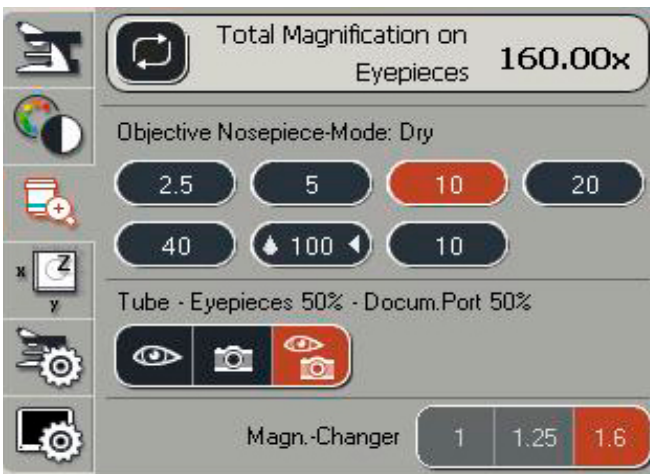 Total Magnification on
Eyepieces
160.00x
Objective Nosepiece-Mode: Dry
2.5 5 10 20
40 100 10
Tube - Eyepieces 50% - Docum.Port 50%
x Z
y
Magn.-Changer 1 1.25 1.6